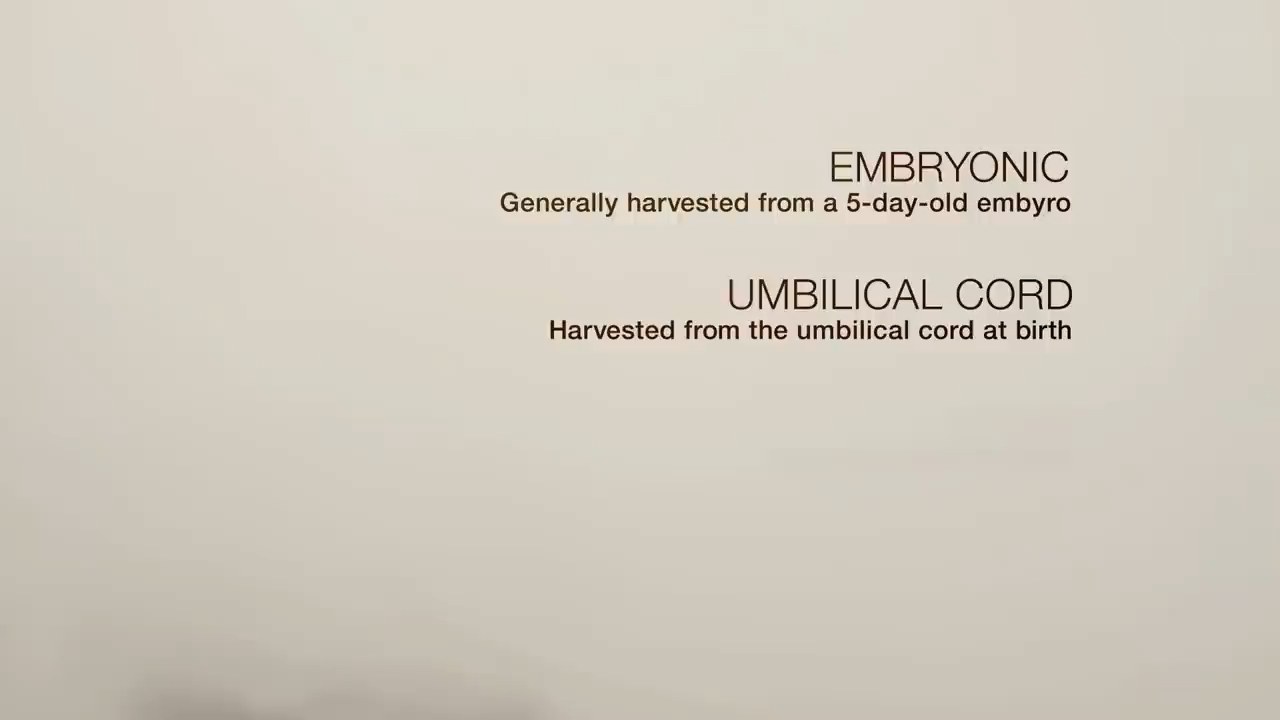 EMBRYONIC
Generally harvested from a 5-day-old embyro
UMBILICAL CORD
Harvested from the umbilical cord at birth